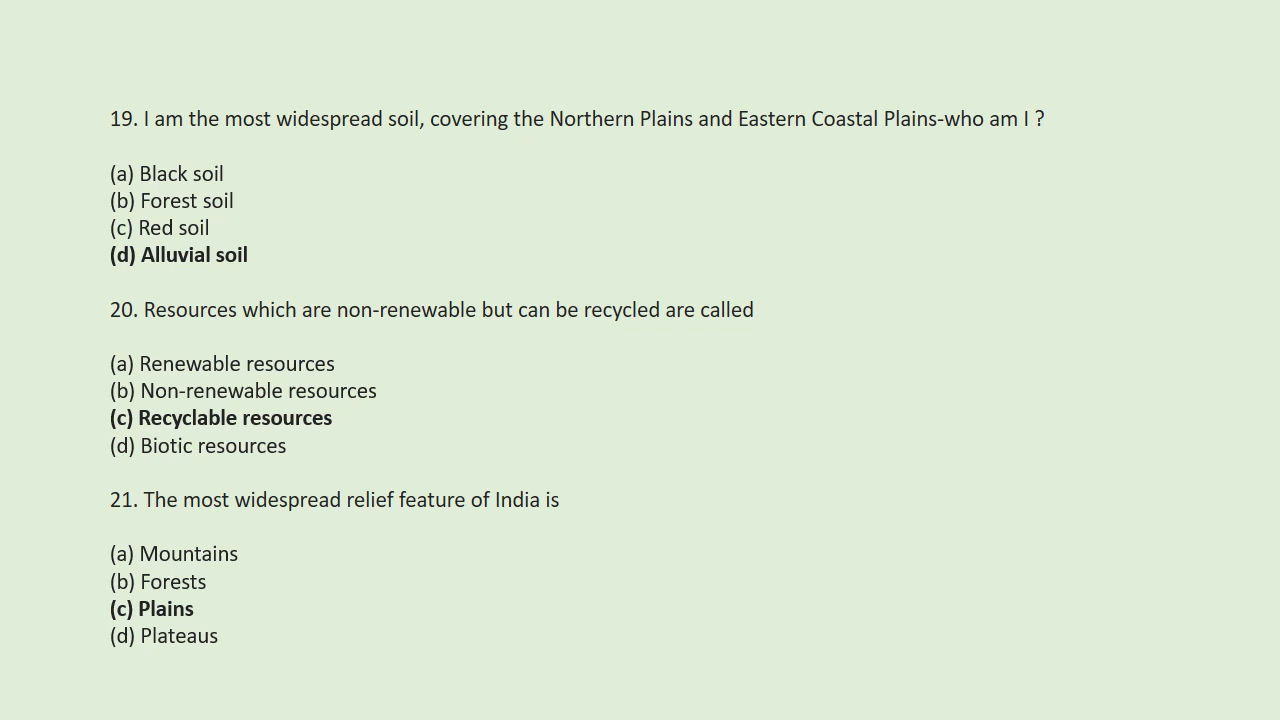 19. I am the most widespread soil, covering the Northern Plains and Eastern Coastal Plains-who am I ?
(a) Black soil
(b) Forest soil
(c) Red soil
(d) Alluvial soil
20. Resources which are non-renewable but can be recycled are called
(a) Renewable resources
(b) Non-renewable resources
(c) Recyclable resources
(d) Biotic resources
21. The most widespread relief feature of India is
(a) Mountains
(b) Forests
(c) Plains
(d) Plateaus